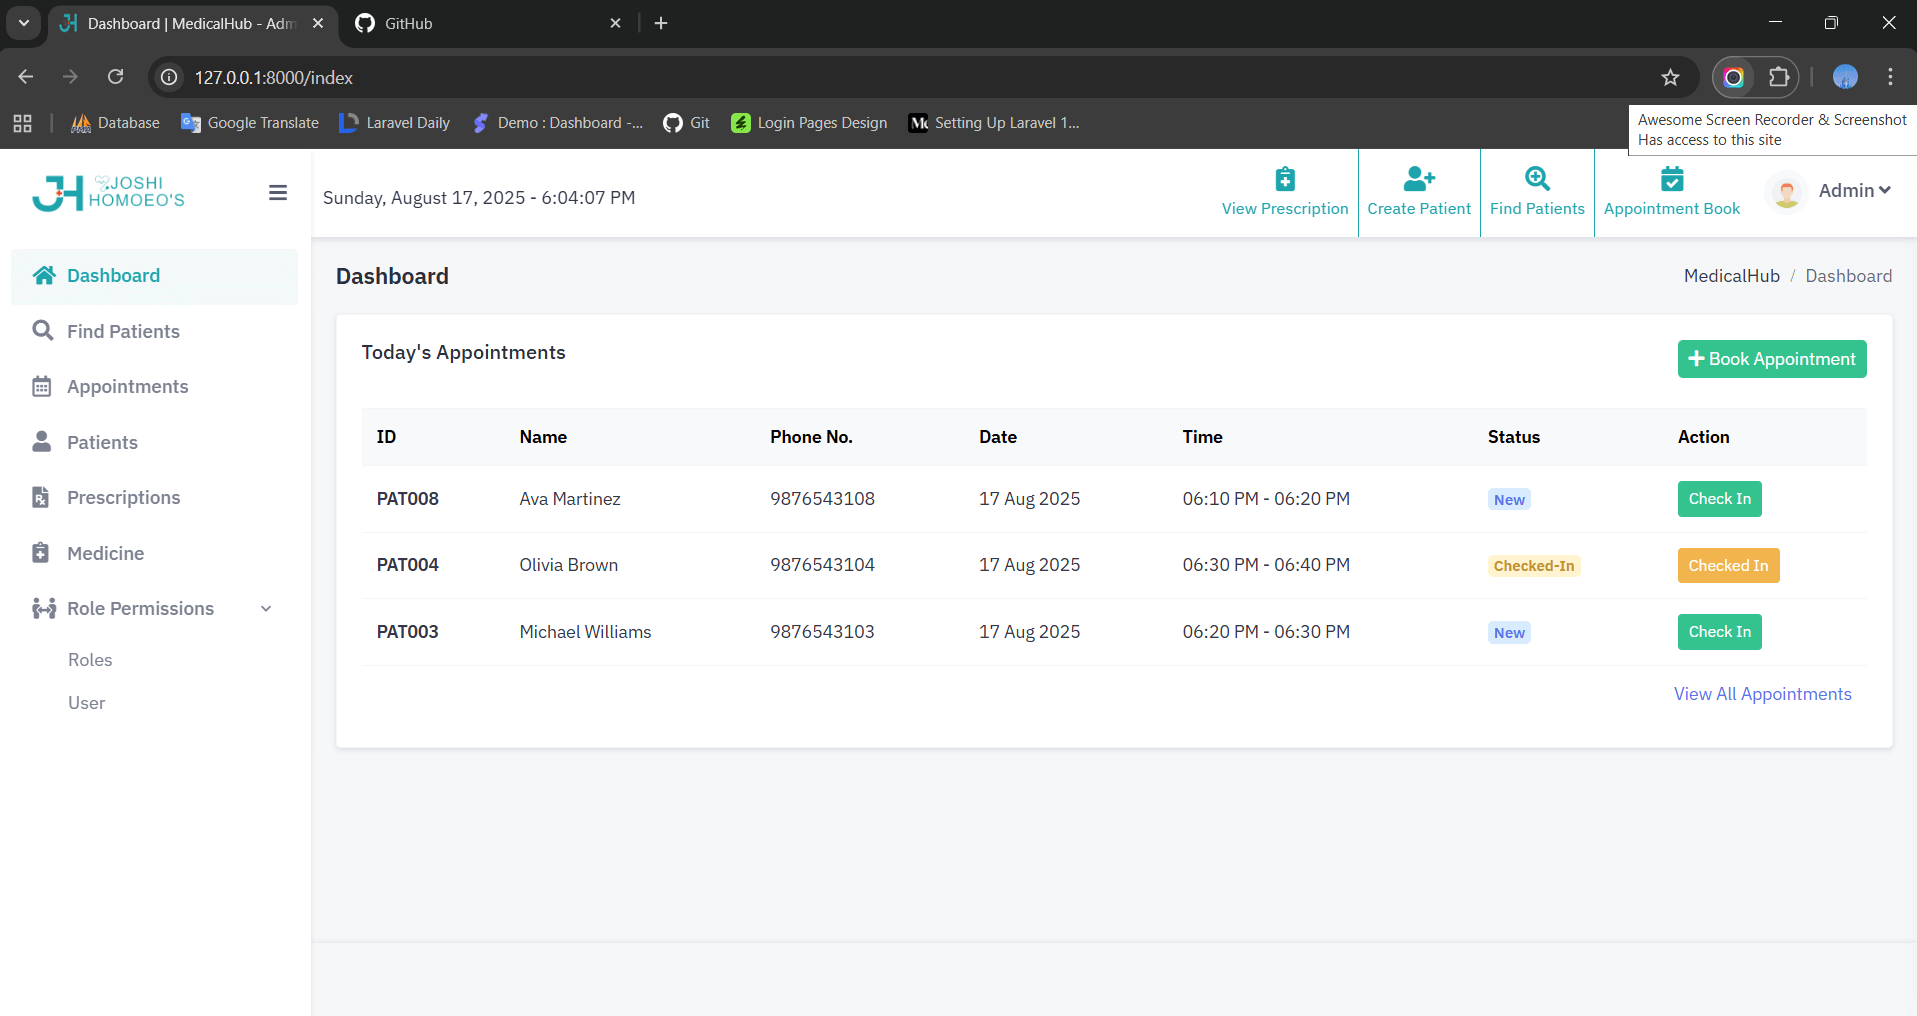 Dashboard | MedicalHub - Adm
GitHub
127.0.0.1:8000/index
Database
Google Translate
Laravel Daily
Demo : Dashboard -...
Git
Login Pages Design
Setting Up Laravel 1...
Awesome Screen Recorder & Screenshot
Has access to this site
JH JOSHI
HOMOEO'S
Sunday, August 17, 2025 - 6:04:07 PM
View Prescription
Create Patient
Find Patients
Appointment Book
Admin
Dashboard
Find Patients
Appointments
Patients
Prescriptions
Medicine
Role Permissions
Roles
User
Dashboard
MedicalHub / Dashboard
Today's Appointments
Book Appointment
ID Name Phone No. Date Time Status Action
PAT008 Ava Martinez 9876543108 17 Aug 2025 06:10 PM - 06:20 PM New Check In
PAT004 Olivia Brown 9876543104 17 Aug 2025 06:30 PM - 06:40 PM Checked-In Checked In
PAT003 Michael Williams 9876543103 17 Aug 2025 06:20 PM - 06:30 PM New Check In
View All Appointments